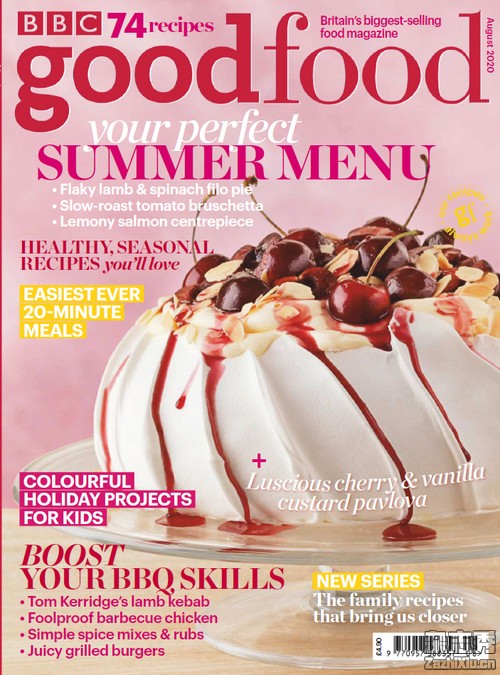 BBC 74 recipes
Britain's biggest-selling
food magazine
August 2020
goodfood
your perfect
SUMMER MENU
• Flaky lamb & spinach filo pie
• Slow-roast tomato bruschetta
• Lemony salmon centrepiece
HEALTHY, SEASONAL
RECIPES you'll love
EASIEST EVER
20-MINUTE
MEALS
+
Luscious cherry & vanilla
custard pavlova
COLOURFUL
HOLIDAY PROJECTS
FOR KIDS
BOOST
YOUR BBQ SKILLS
• Tom Kerridge's lamb kebab
• Foolproof barbecue chicken
• Simple spice mixes & rubs
• Juicy grilled burgers
NEW SERIES
The family recipes
that bring us closer
£4.90
ZAZHIXIU.CN